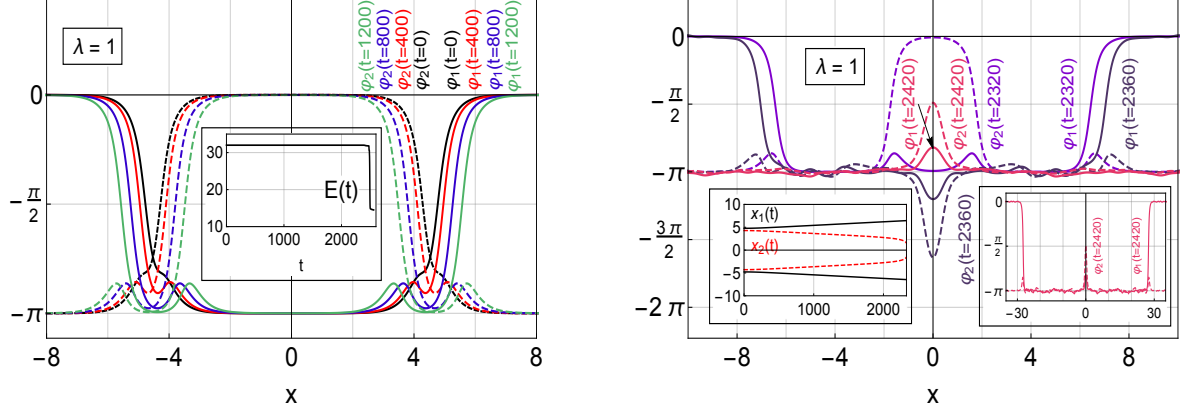 λ = 1
φ₂(t=1200)
φ₂(t=800)
φ₂(t=400)
φ₂(t=0)
φ₁(t=0)
φ₁(t=400)
φ₁(t=800)
φ₁(t=1200)
0
−π/2
−π
−8
−4
0
4
8
x
30
20
10
E(t)
0
1000
2000
t
λ = 1
φ₁(t=2420)
φ₂(t=2420)
φ₂(t=2320)
φ₁(t=2320)
φ₁(t=2360)
φ₂(t=2360)
0
−π/2
−π
−3π/2
−2π
−8
−4
0
4
8
x
10
5
0
−5
−10
x₁(t)
x₂(t)
0
1000
2000
0
−π/2
−π
φ₂(t=2420)
φ₁(t=2420)
−30
0
30